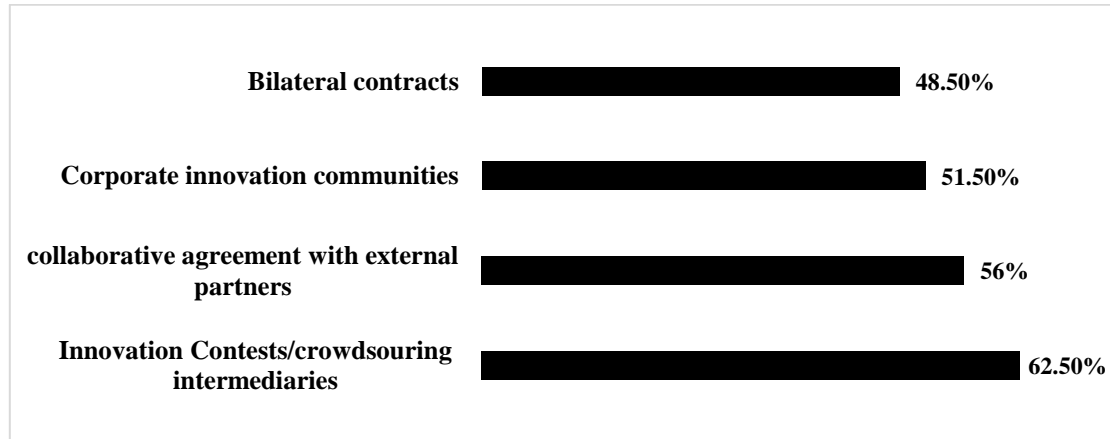 Bilateral contracts
48.50%
Corporate innovation communities
51.50%
collaborative agreement with external
partners
56%
Innovation Contests/crowdsouring
intermediaries
62.50%